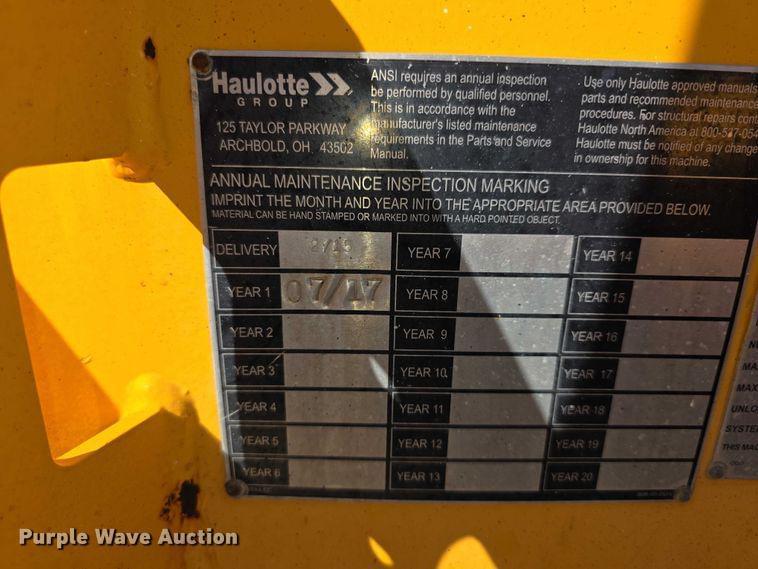 Haulotte
GROUP
125 TAYLOR PARKWAY
ARCHBOLD, OH, 43502
ANSI requires an annual inspection
be performed by qualified personnel.
This is in accordance with the
manufacturer's listed maintenance
requirements in the Parts and Service
Manual.
Use only Haulotte approved manuals
parts and recommended maintenance
procedures. For structural repairs
Haulotte North America at
Haulotte must be notified of any change
in ownership for this machine.
ANNUAL MAINTENANCE INSPECTION MARKING
IMPRINT THE MONTH AND YEAR INTO THE APPROPRIATE AREA PROVIDED BELOW.
MATERIAL CAN BE HAND STAMPED OR MARKED INTO WITH A HARD POINTED OBJECT.
DELIVERY YEAR 7 YEAR 14
YEAR 1 07/17 YEAR 8 YEAR 15
YEAR 2 YEAR 9 YEAR 16
YEAR 3 YEAR 10 YEAR 17
YEAR 4 YEAR 11 YEAR 18
YEAR 5 YEAR 12 YEAR 19
YEAR 6 YEAR 13 YEAR 20
UNLO
SYSTEM
THIS MAC
Purple Wave Auction